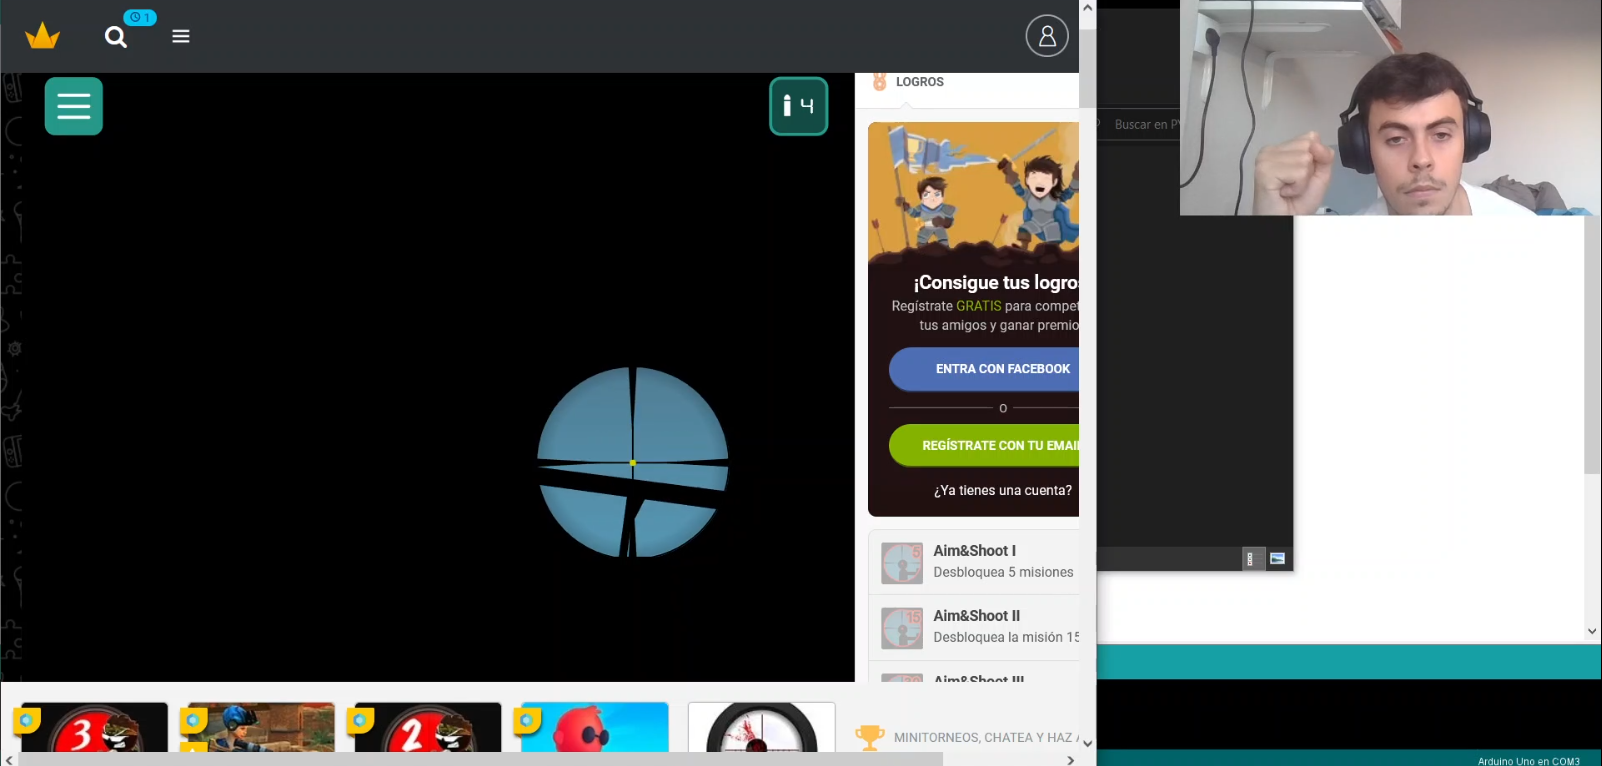 1
4
LOGROS
Buscar en P
¡Consigue tus logro
Regístrate GRATIS para compet
tus amigos y ganar premio
ENTRA CON FACEBOOK
O
REGÍSTRATE CON TU EMAI
¿Ya tienes una cuenta?
5
Aim&Shoot I
Desbloquea 5 misiones
15
Aim&Shoot II
Desbloquea la misión 15
Aim&Shoot III
3
2
MINITORNEOS, CHATEA Y HAZ
Arduino Uno en COM3